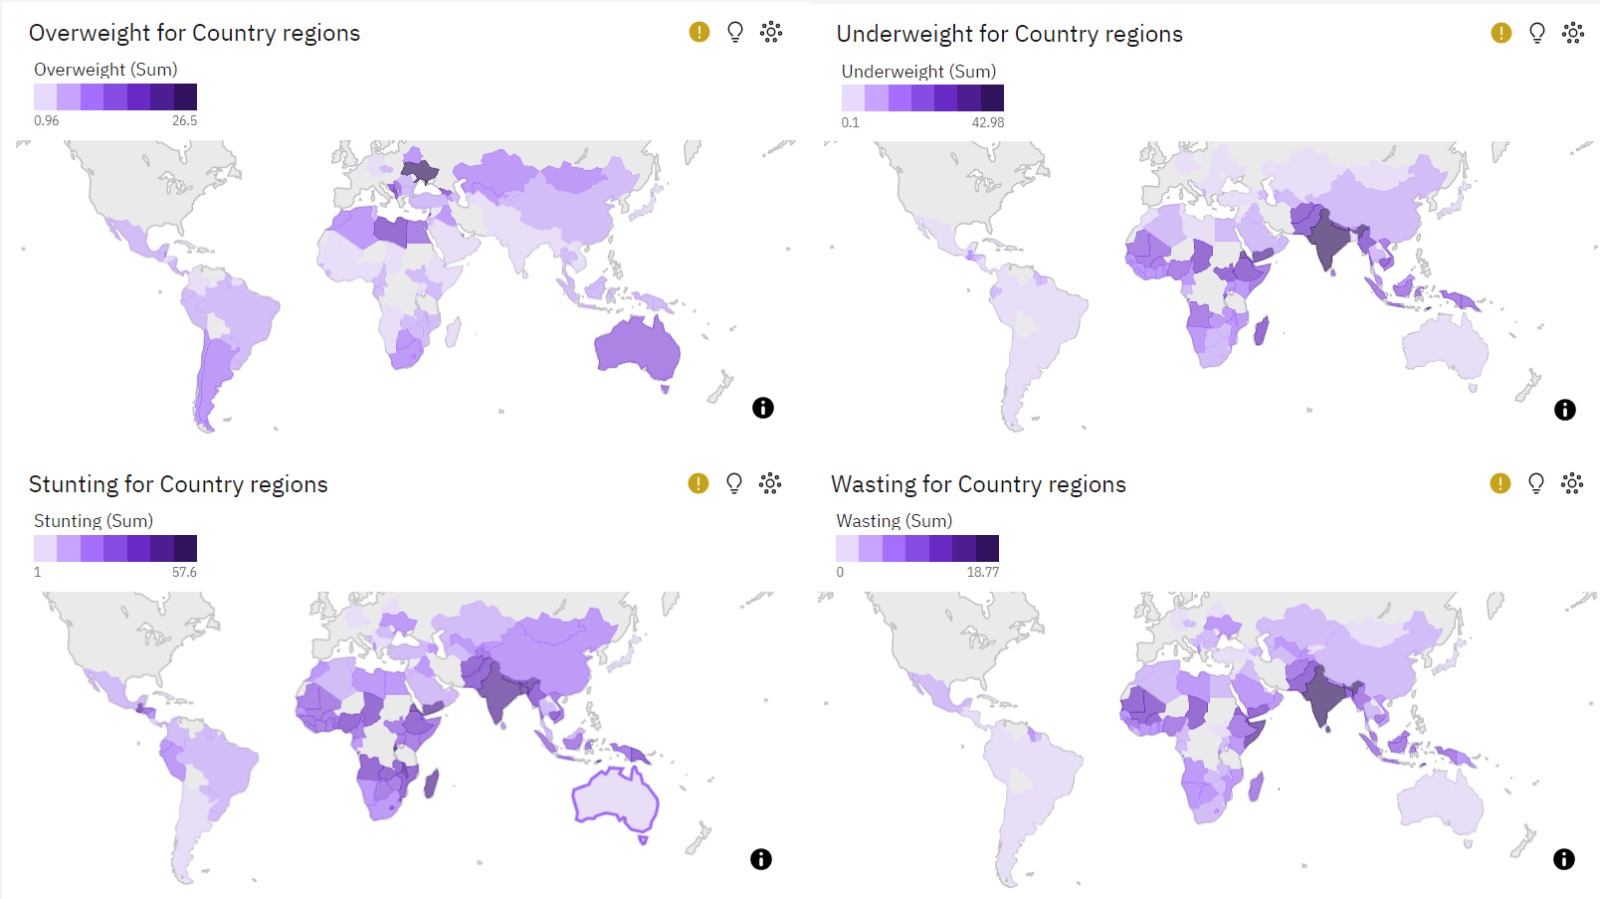 Overweight for Country regions
Overweight (Sum)
0.96 26.5
Underweight for Country regions
Underweight (Sum)
0.1 42.98
Stunting for Country regions
Stunting (Sum)
1 57.6
Wasting for Country regions
Wasting (Sum)
0 18.77